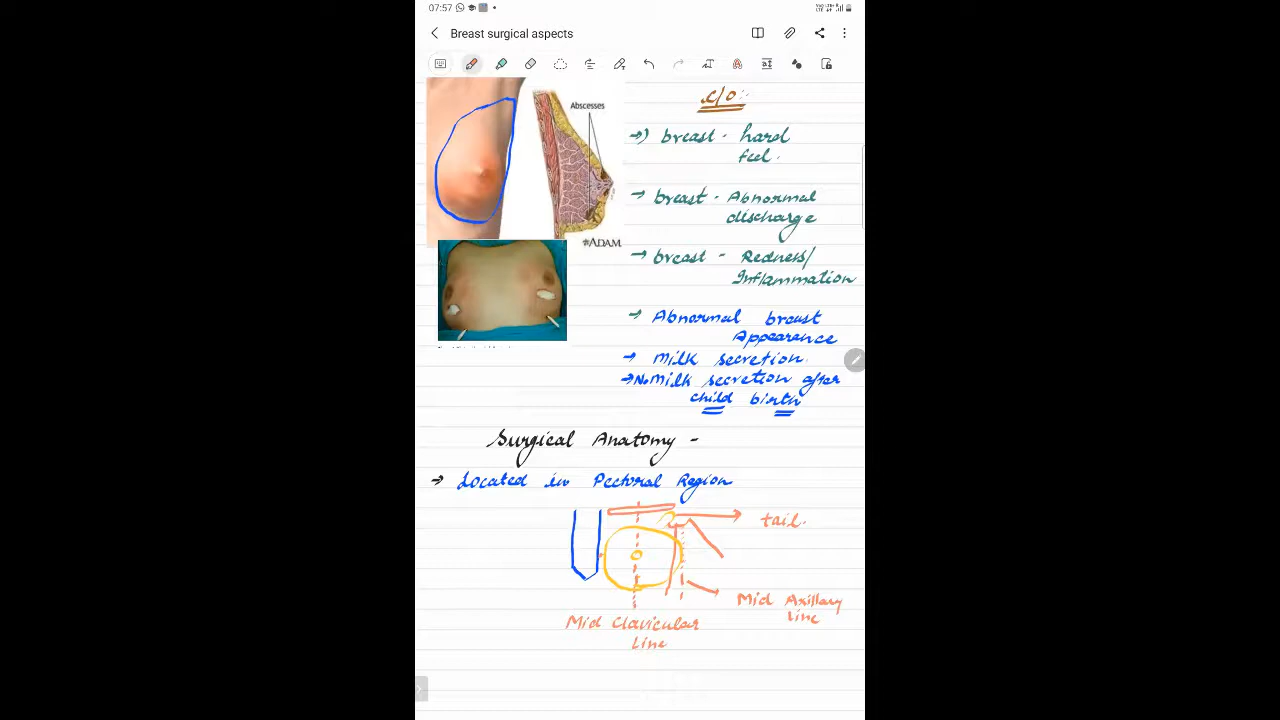 07:57
Breast surgical aspects
Abscesses
ADAM.
C/O:-
→) breast - hard
feel.
→ breast - Abnormal
discharge
→ breast - Redness/
Inflammation
→ Abnormal breast
Appearance
→ Milk secretion.
→ No Milk secretion after
child birth
Surgical Anatomy -
→ Located in Pectoral Region
tail.
Mid Axillary
line
Mid Clavicular
Line